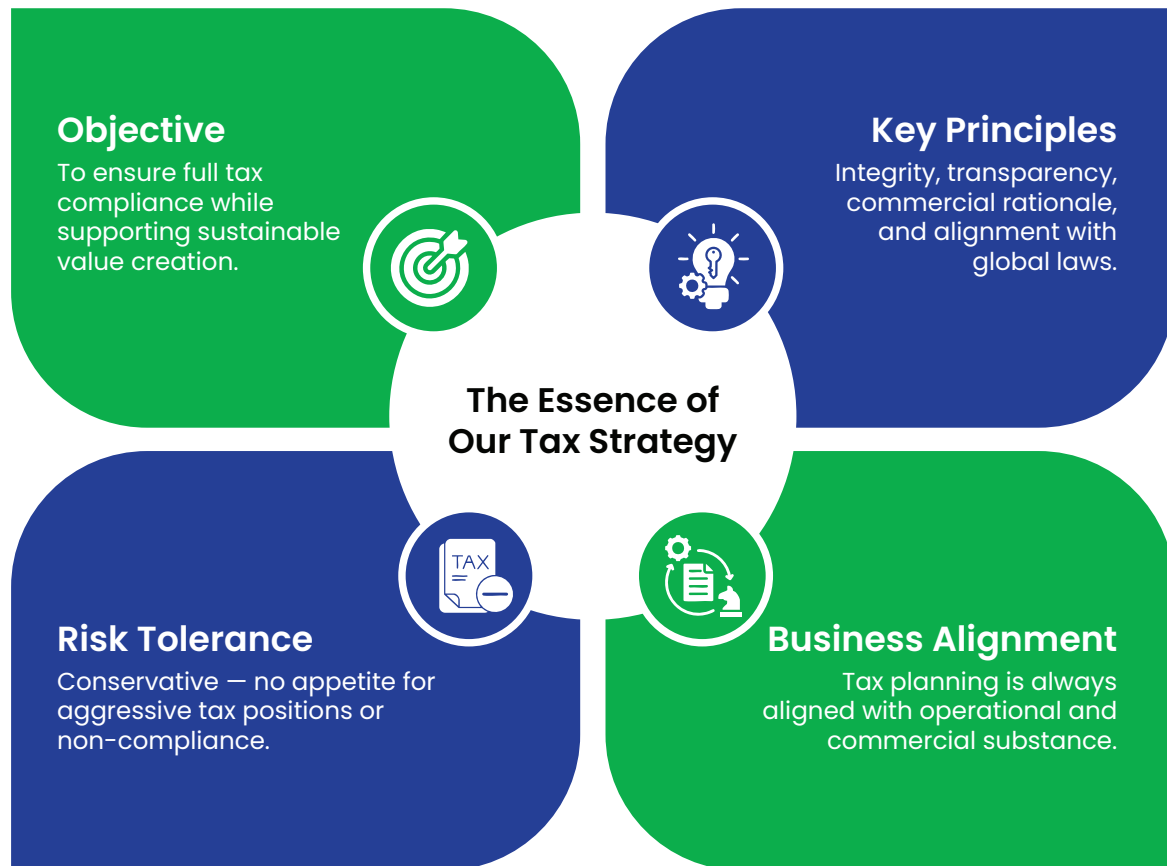 Objective
To ensure full tax
compliance while
supporting sustainable
value creation.
Key Principles
Integrity, transparency,
commercial rationale,
and alignment with
global laws.
The Essence of
Our Tax Strategy
TAX
Risk Tolerance
Conservative — no appetite for
aggressive tax positions or
non-compliance.
Business Alignment
Tax planning is always
aligned with operational and
commercial substance.